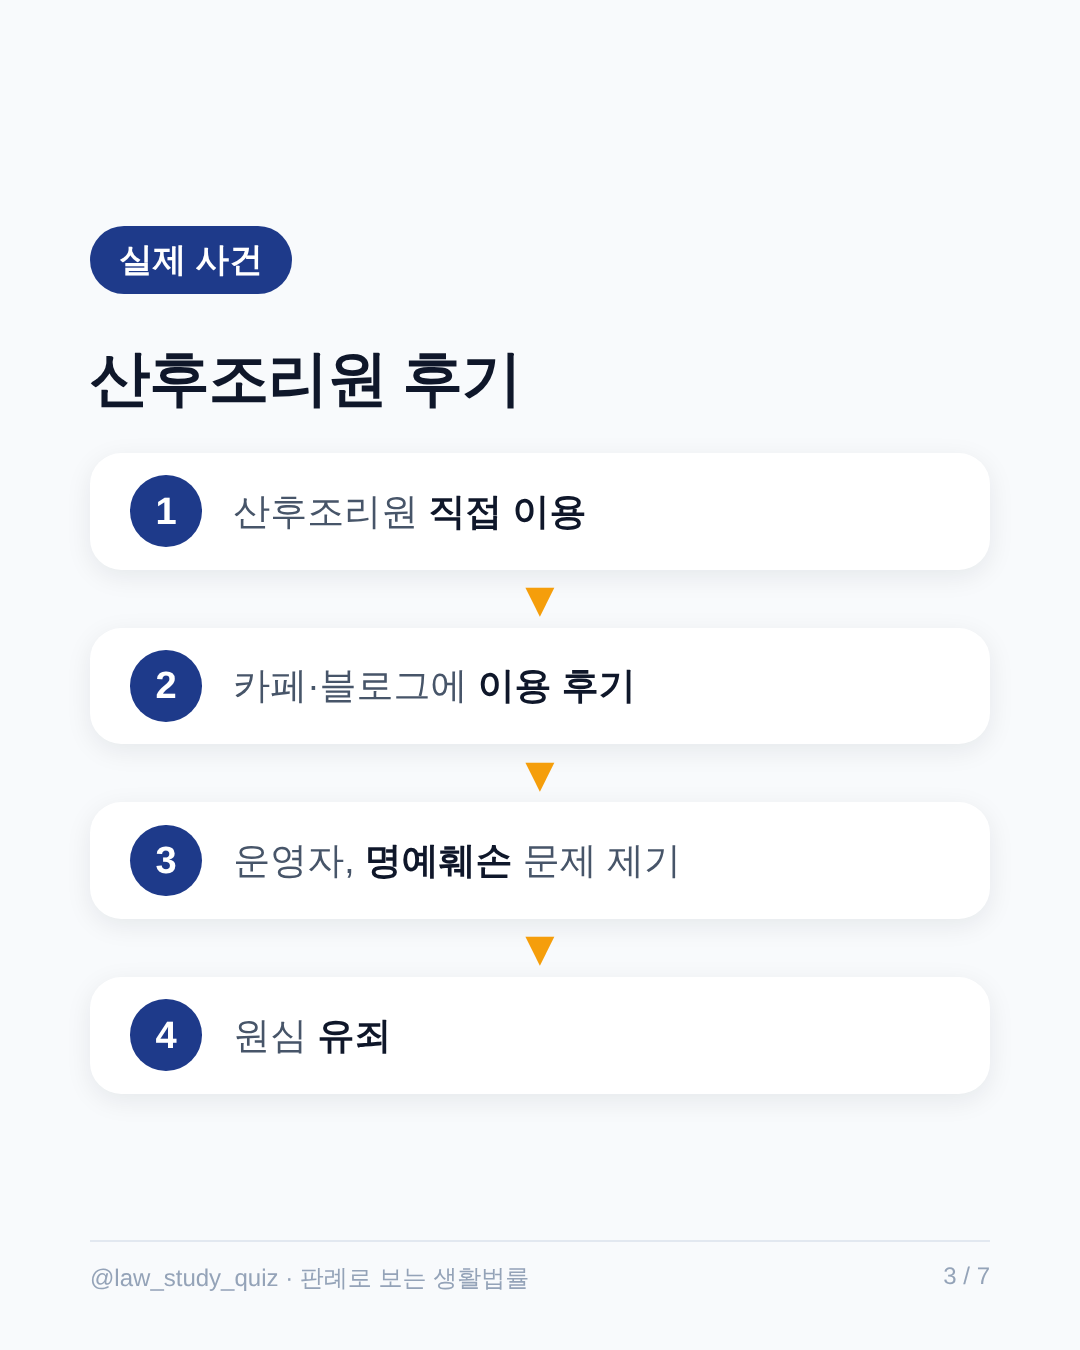 실제 사건
산후조리원 후기
1 산후조리원 직접 이용
▼
2 카페·블로그에 이용 후기
▼
3 운영자, 명예훼손 문제 제기
▼
4 원심 유죄
@law_study_quiz · 판례로 보는 생활법률
3 / 7